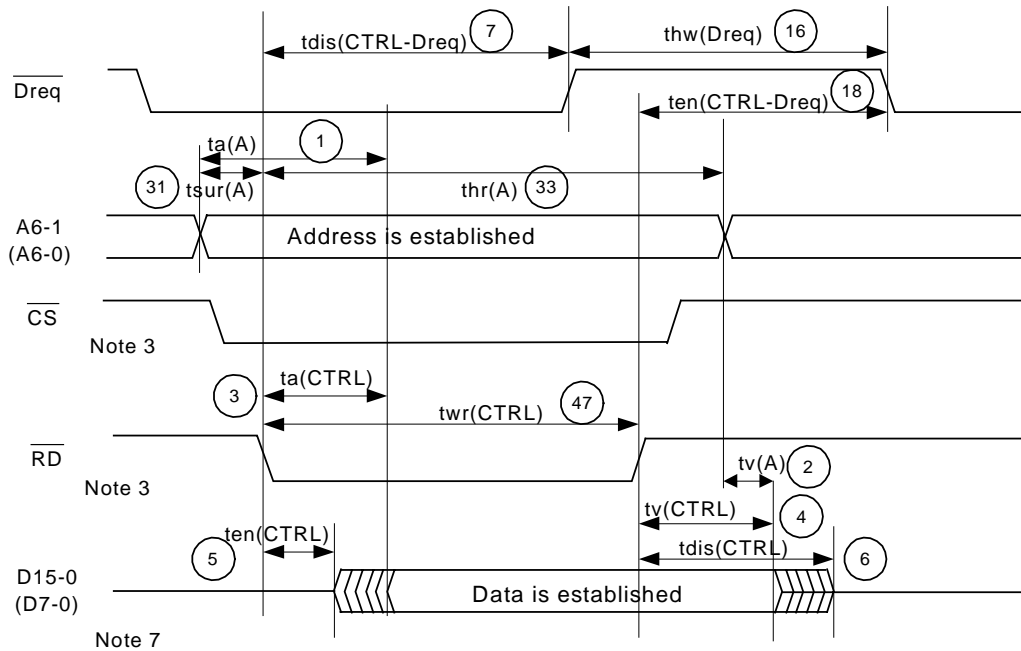 tdis(CTRL-Dreq) 7 thw(Dreq) 16
Dreq
ten(CTRL-Dreq) 18
ta(A) 1
31 tsur(A) thr(A) 33
A6-1
(A6-0)
Address is established
CS
Note 3
3 ta(CTRL)
twr(CTRL) 47
RD
Note 3
tv(A) 2
tv(CTRL) 4
ten(CTRL)
5
tdis(CTRL) 6
D15-0
(D7-0)
Data is established
Note 7